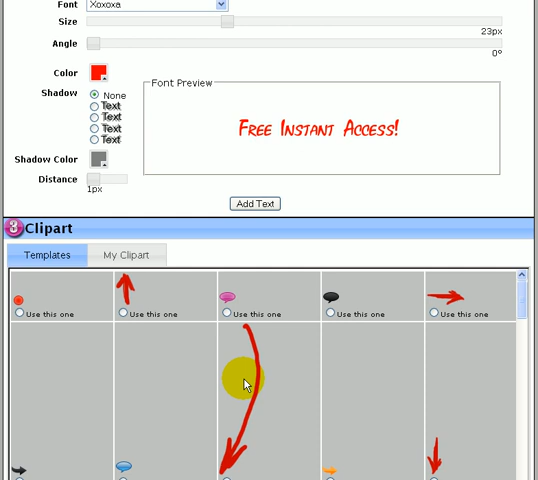 Font Xoxoxa
Size
23px
Angle
0°
Color
Font Preview
Shadow None
Text
Text
Text
Text
Free Instant Access!
Shadow Color
Distance
1px
Add Text
3 Clipart
Templates My Clipart
Use this one Use this one Use this one Use this one Use this one